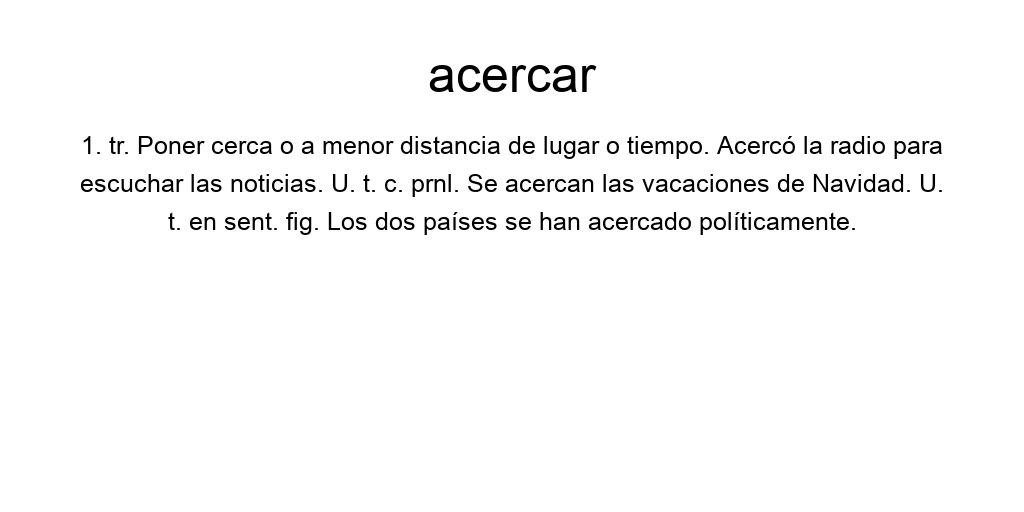 acercar
1. tr. Poner cerca o a menor distancia de lugar o tiempo. Acercó la radio para
escuchar las noticias. U. t. c. prnl. Se acercan las vacaciones de Navidad. U.
t. en sent. fig. Los dos países se han acercado políticamente.